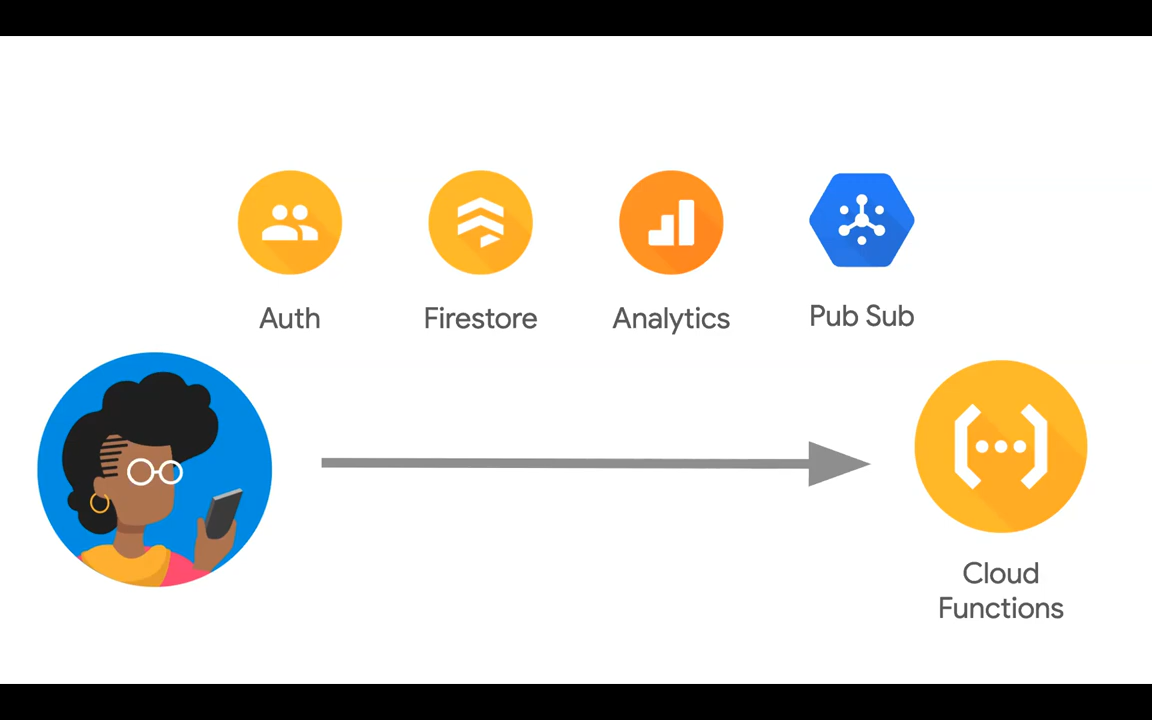 Auth
Firestore
Analytics
Pub Sub
Cloud
Functions